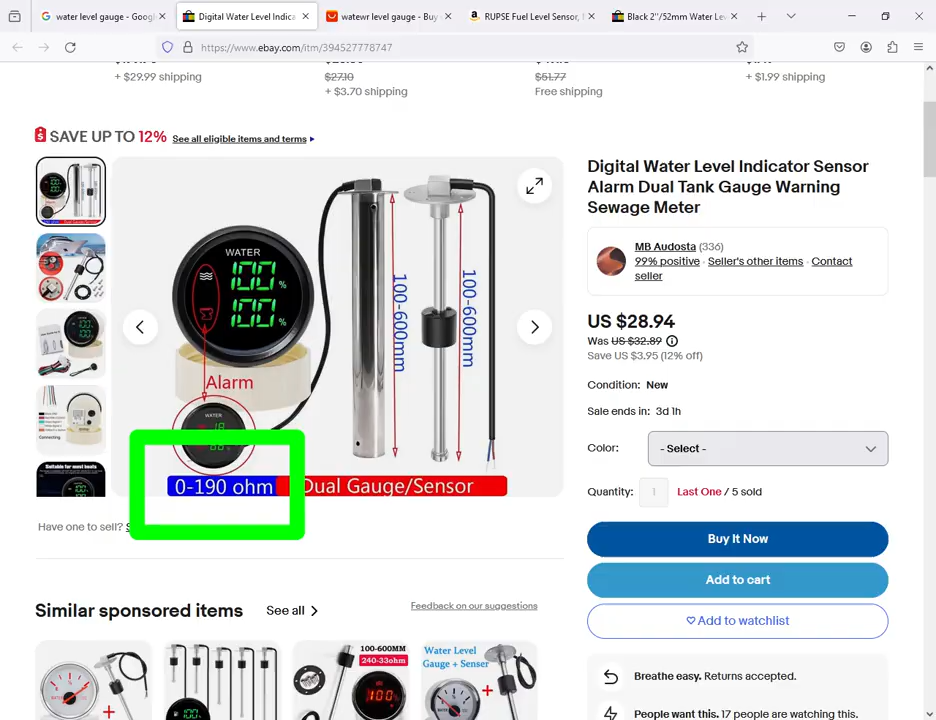 water level gauge - Googl
Digital Water Level Indica
watewr level gauge - Buy
RUPSE Fuel Level Sensor,
Black 2"/52mm Water Le
https://www.ebay.com/itm/394527778747
+ $29.99 shipping
$27.10
+ $3.70 shipping
$51.77
Free shipping
+ $1.99 shipping
SAVE UP TO 12%
See all eligible items and terms
Digital Water Level Indicator Sensor
Alarm Dual Tank Gauge Warning
Sewage Meter
MB Audosta (336)
99% positive · Seller's other items · Contact
seller
US $28.94
Was US $32.89
Save US $3.95 (12% off)
Condition: New
Sale ends in: 3d 1h
Color: - Select -
Quantity: 1 Last One / 5 sold
Buy It Now
Add to cart
Add to watchlist
Breathe easy. Returns accepted.
People want this. 17 people are watching this.
WATER
100 %
100 %
Alarm
WATER
100-600mm
100-600mm
0-190 ohm
Dual Gauge/Sensor
Connecting
Suitable for most boats
Have one to sell?
Similar sponsored items
See all
Feedback on our suggestions
100-600MM
240-33ohm
Water Level
Gauge + Senser